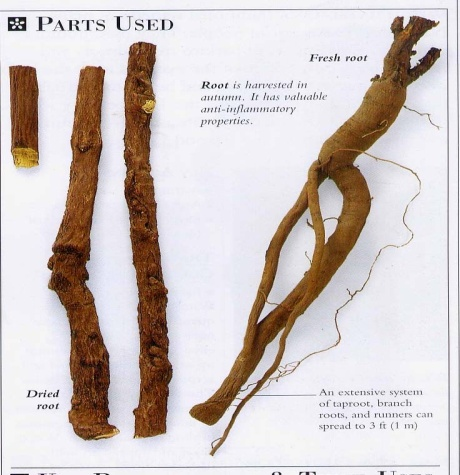 PARTS USED
Fresh root
Root is harvested in
autumn. It has valuable
anti-inflammatory
properties.
Dried
root
An extensive system
of taproot, branch
roots, and runners can
spread to 3 ft (1 m)